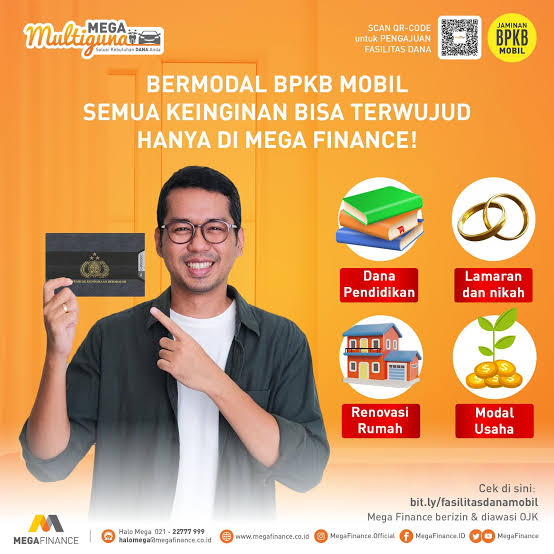 MEGA
Multiguna
Solusi Kebutuhan DANA Anda
SCAN QR-CODE
untuk PENGAJUAN
FASILITAS DANA
JAMINAN
BPKB
MOBIL
BERMODAL BPKB MOBIL
SEMUA KEINGINAN BISA TERWUJUD
HANYA DI MEGA FINANCE!
Dana
Pendidikan
Lamaran
dan nikah
Renovasi
Rumah
Modal
Usaha
Cek di sini:
bit.ly/fasilitasdanamobil
Mega Finance berizin & diawasi OJK
MEGAFINANCE
Halo Mega 021 - 22777 999
halomega@megafinance.co.id
www.megafinance.co.id
MegaFinance.Official
MegaFinance.ID
MegaFinance